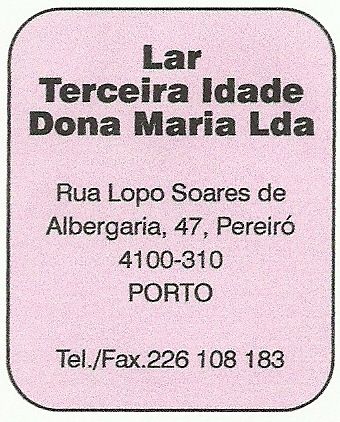 Lar
Terceira Idade
Dona Maria Lda
Rua Lopo Soares de
Albergaria, 47, Pereiró
4100-310
PORTO
Tel./Fax.226 108 183